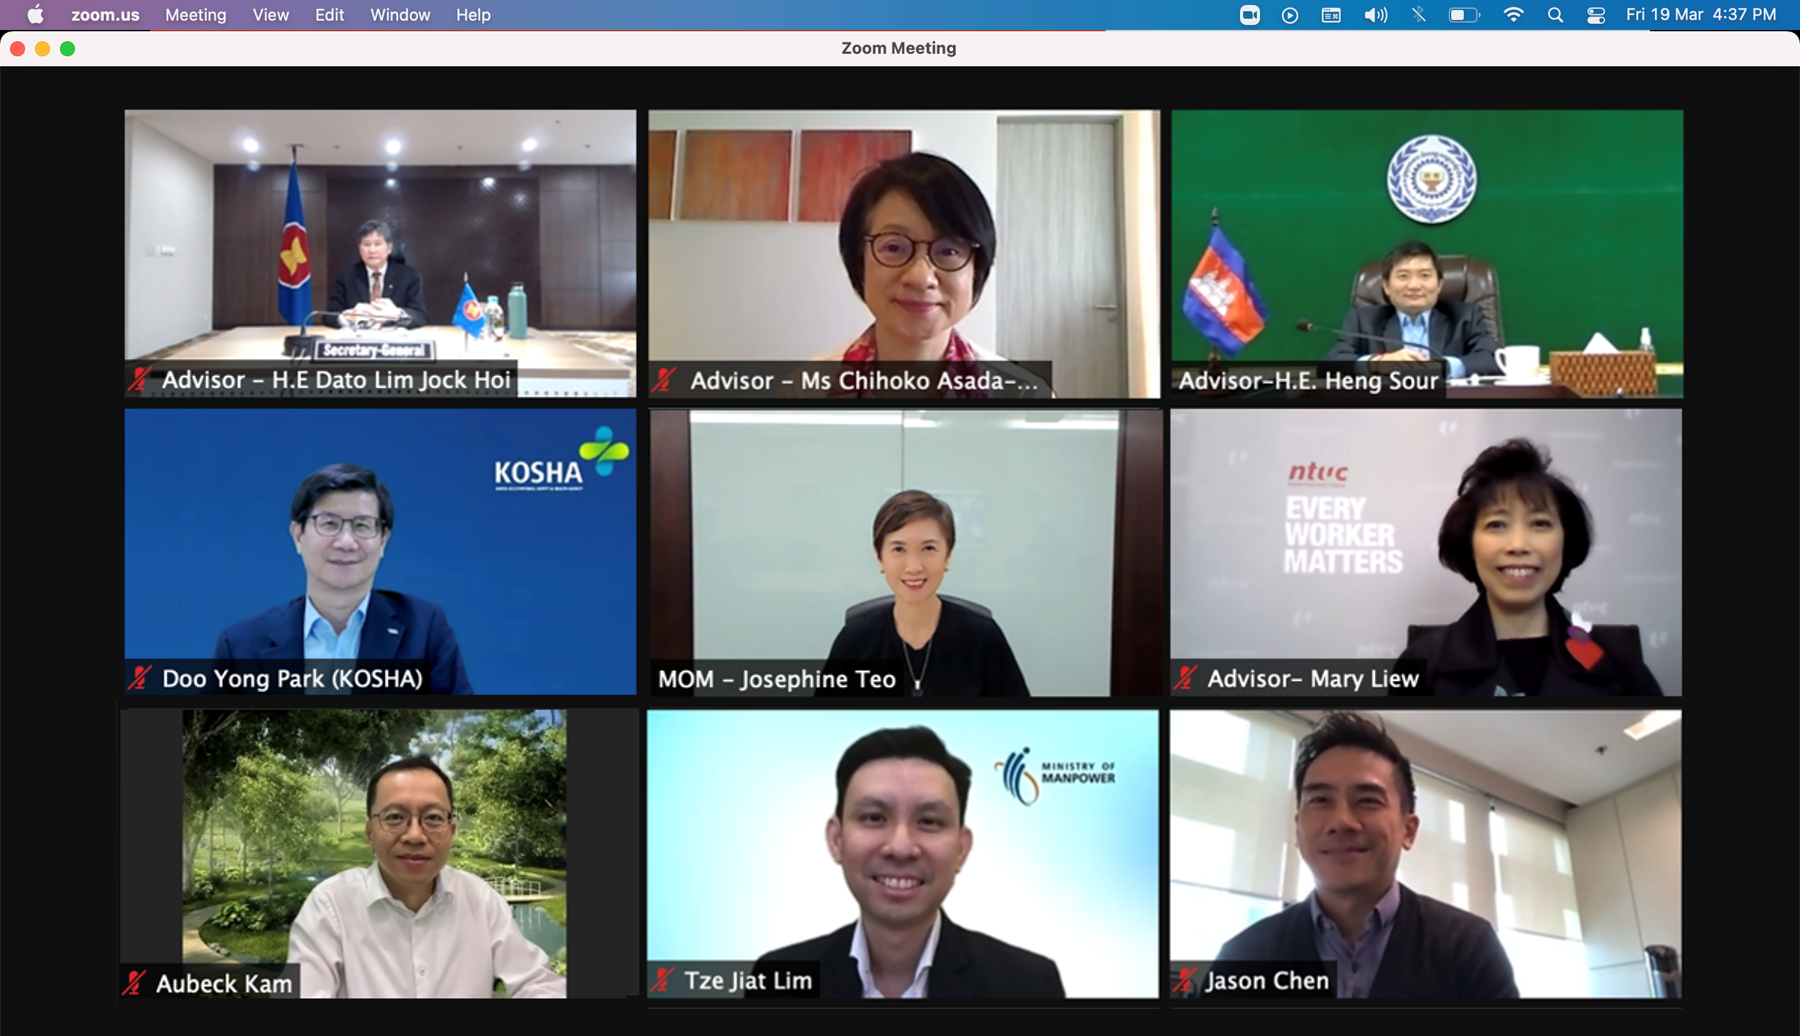 zoom.us Meeting View Edit Window Help Fri 19 Mar 4:37 PM
Zoom Meeting
Secretary-General
Advisor – H.E Dato Lim Jock Hoi
Advisor – Ms Chihoko Asada-...
Advisor-H.E. Heng Sour
KOSHA
Doo Yong Park (KOSHA)
MOM – Josephine Teo
ntuc
EVERY
WORKER
MATTERS
Advisor– Mary Liew
Aubeck Kam
MINISTRY OF
MANPOWER
Tze Jiat Lim
Jason Chen